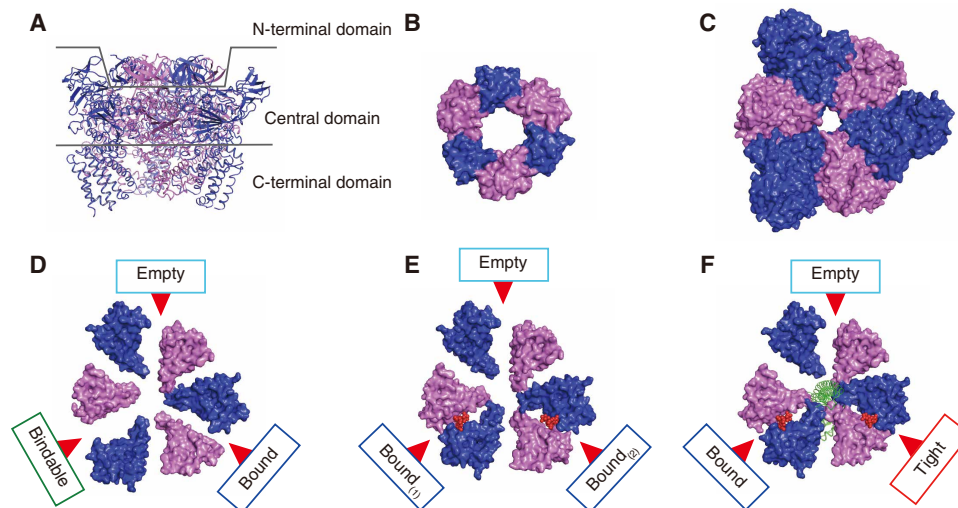 A
N-terminal domain
Central domain
C-terminal domain
B
C
D
Empty
Bindable
Bound
E
Empty
Bound(1)
Bound(2)
F
Empty
Bound
Tight